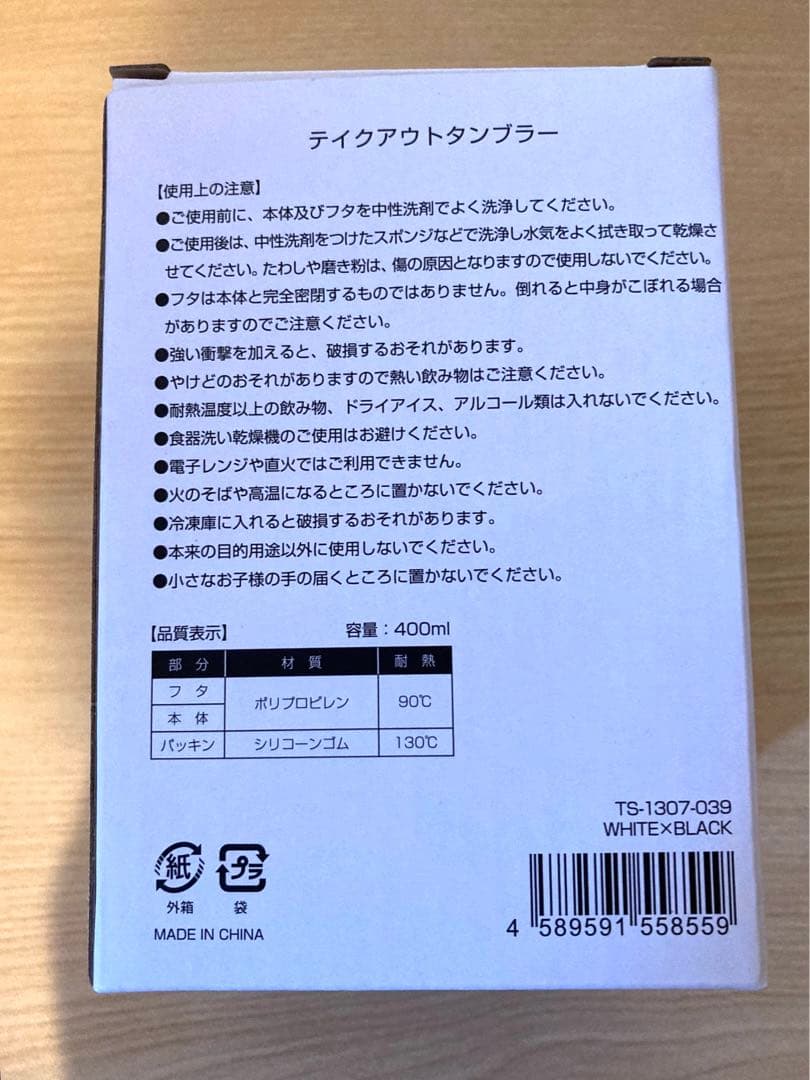 テイクアウトタンブラー
【使用上の注意】
●ご使用前に、本体及びフタを中性洗剤でよく洗浄してください。
●ご使用後は、中性洗剤をつけたスポンジなどで洗浄し水気をよく拭き取って乾燥さ
せてください。たわしや磨き粉は、傷の原因となりますので使用しないでください。
●フタは本体と完全密閉するものではありません。倒れると中身がこぼれる場合
がありますのでご注意ください。
●強い衝撃を加えると、破損するおそれがあります。
●やけどのおそれがありますので熱い飲み物はご注意ください。
●耐熱温度以上の飲み物、ドライアイス、アルコール類は入れないでください。
●食器洗い乾燥機のご使用はお避けください。
●電子レンジや直火ではご利用できません。
●火のそばや高温になるところに置かないでください。
●冷凍庫に入れると破損するおそれがあります。
●本来の目的用途以外に使用しないでください。
●小さなお子様の手の届くところに置かないでください。
【品質表示】 容量：400ml
部分 材質 耐熱
フタ ポリプロピレン 90℃
本体
パッキン シリコーンゴム 130℃
TS-1307-039
WHITE×BLACK
紙 プラ
外箱 袋
MADE IN CHINA
4 589591 558559